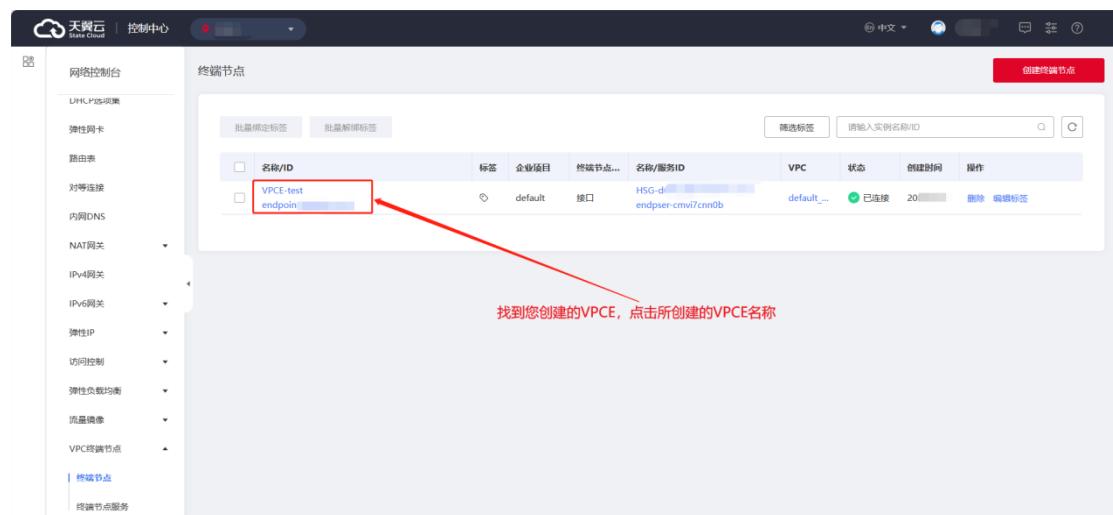 天翼云
State Cloud
控制中心
中文
网络控制台
DHCP选项集
弹性网卡
路由表
对等连接
内网DNS
NAT网关
IPv4网关
IPv6网关
弹性IP
访问控制
弹性负载均衡
流量镜像
VPC终端节点
终端节点
终端节点服务
终端节点
创建终端节点
批量绑定标签 批量解绑标签
筛选标签 请输入实例名称/ID
名称/ID 标签 企业项目 终端节点... 名称/服务ID VPC 状态 创建时间 操作
VPCE-test
endpoin
default 接口
HSG-d
endpser-cmvi7cnn0b
default_... 已连接 20 删除 编辑标签
找到您创建的VPCE，点击所创建的VPCE名称